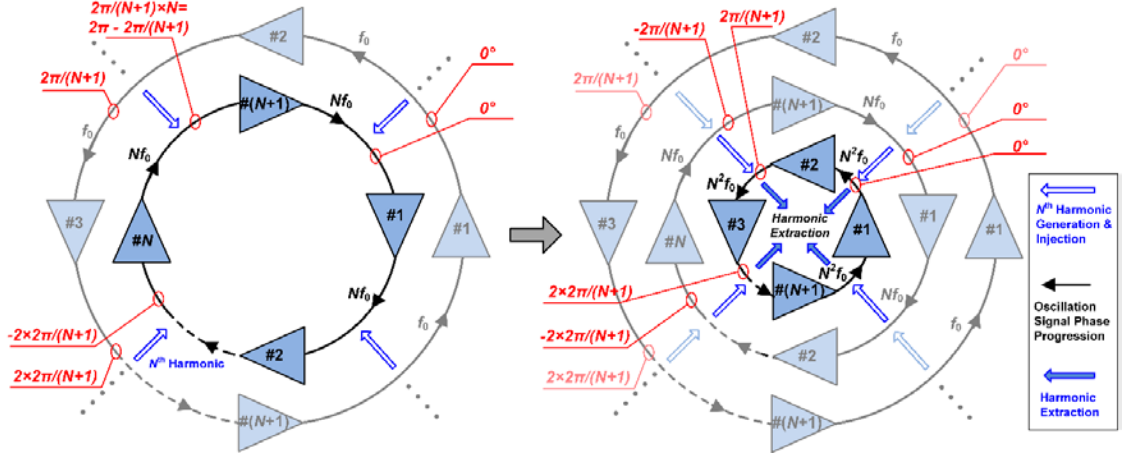 2π/(N+1)×N=
2π - 2π/(N+1)
2π/(N+1)
#2
f₀
0°
0°
#(N+1)
Nf₀
f₀
Nf₀
#3
#N
#1
#1
Nf₀
f₀
-2×2π/(N+1)
Nᵗʰ Harmonic
#2
2×2π/(N+1)
#(N+1)
-2π/(N+1)
2π/(N+1)
2π/(N+1)
#2
f₀
0°
0°
0°
#(N+1)
f₀
Nf₀
#2
N²f₀
N²f₀
#3
#N
#3
Harmonic
Extraction
#1
#1
#1
N²f₀
#(N+1)
2×2π/(N+1)
-2×2π/(N+1)
2×2π/(N+1)
#2
#(N+1)
Nᵗʰ Harmonic
Generation &
Injection
Oscillation
Signal Phase
Progression
Harmonic
Extraction